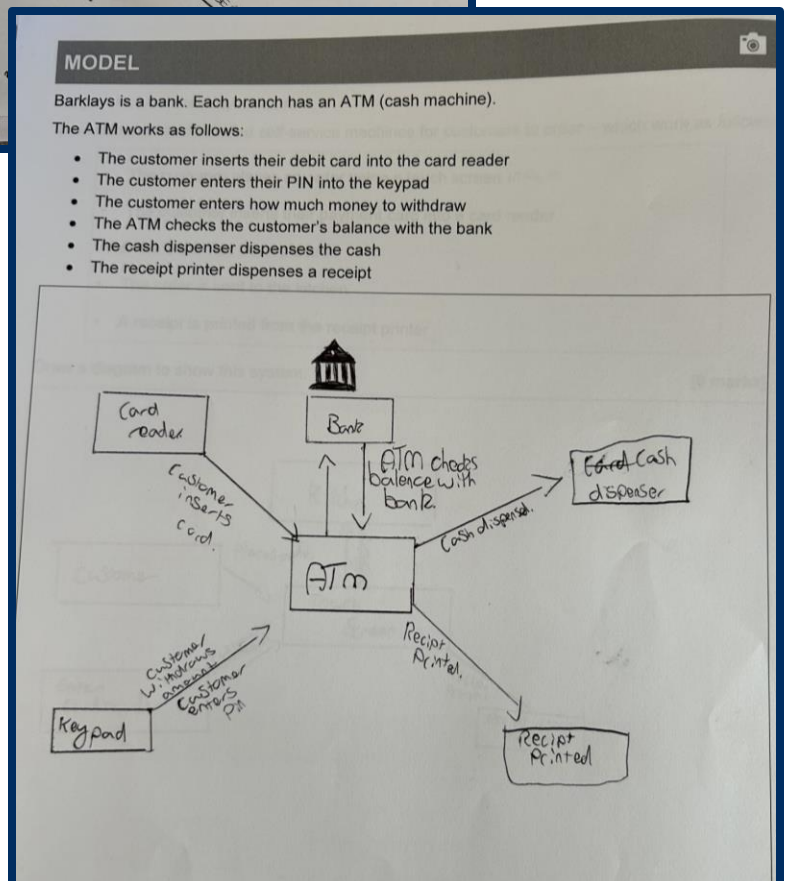 MODEL
Barklays is a bank. Each branch has an ATM (cash machine).
The ATM works as follows:
• The customer inserts their debit card into the card reader
• The customer enters their PIN into the keypad
• The customer enters how much money to withdraw
• The ATM checks the customer's balance with the bank
• The cash dispenser dispenses the cash
• The receipt printer dispenses a receipt
Card
reader
Bank
ATM checks
balence with
bank.
Cash
dispenser
Customer
inserts
Card.
Cash dispensed.
ATM
Customer
withdraws
amount
Customer
enters
Pin
Recipt
Printed.
Keypad
Recipt
Printed